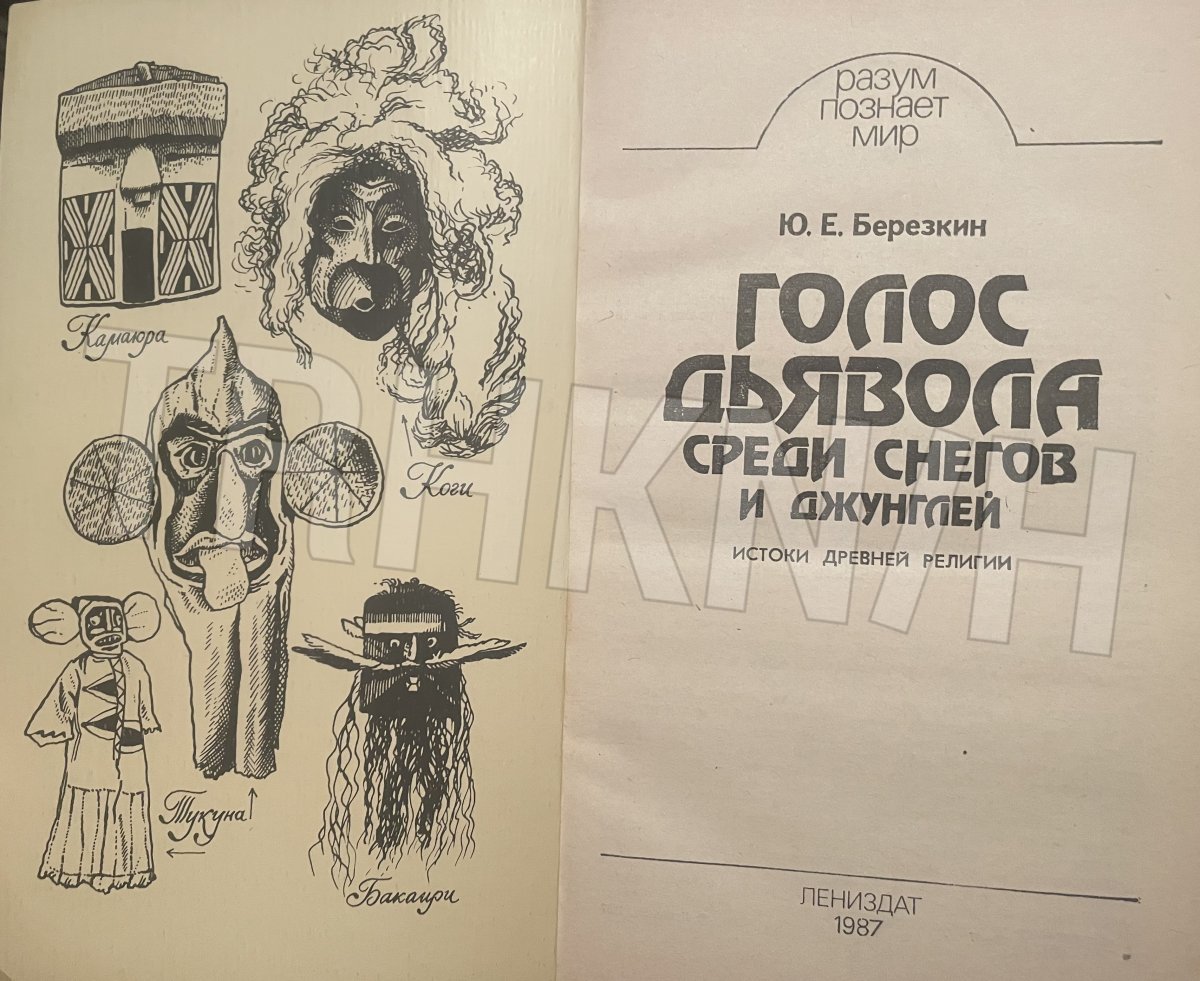 Камаюра
Коги
Тукуна
Бакаири
разум
познает
мир
Ю. Е. Березкин
ГОЛОС
ДЬЯВОЛА
СРЕДИ СНЕГОВ
И ДЖУНГЛЕЙ
ИСТОКИ ДРЕВНЕЙ РЕЛИГИИ
ЛЕНИЗДАТ
1987